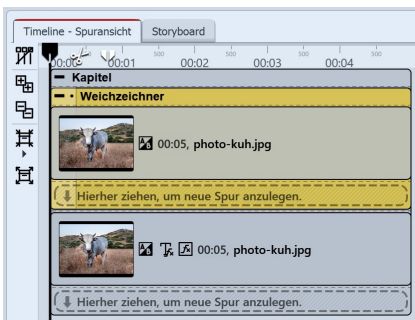 Timeline - Spuransicht Storyboard
500 500 500 500 500
00:00 00:01 00:02 00:03 00:04
Kapitel
Weichzeichner
00:05, photo-kuh.jpg
Hierher ziehen, um neue Spur anzulegen.
00:05, photo-kuh.jpg
Hierher ziehen, um neue Spur anzulegen.